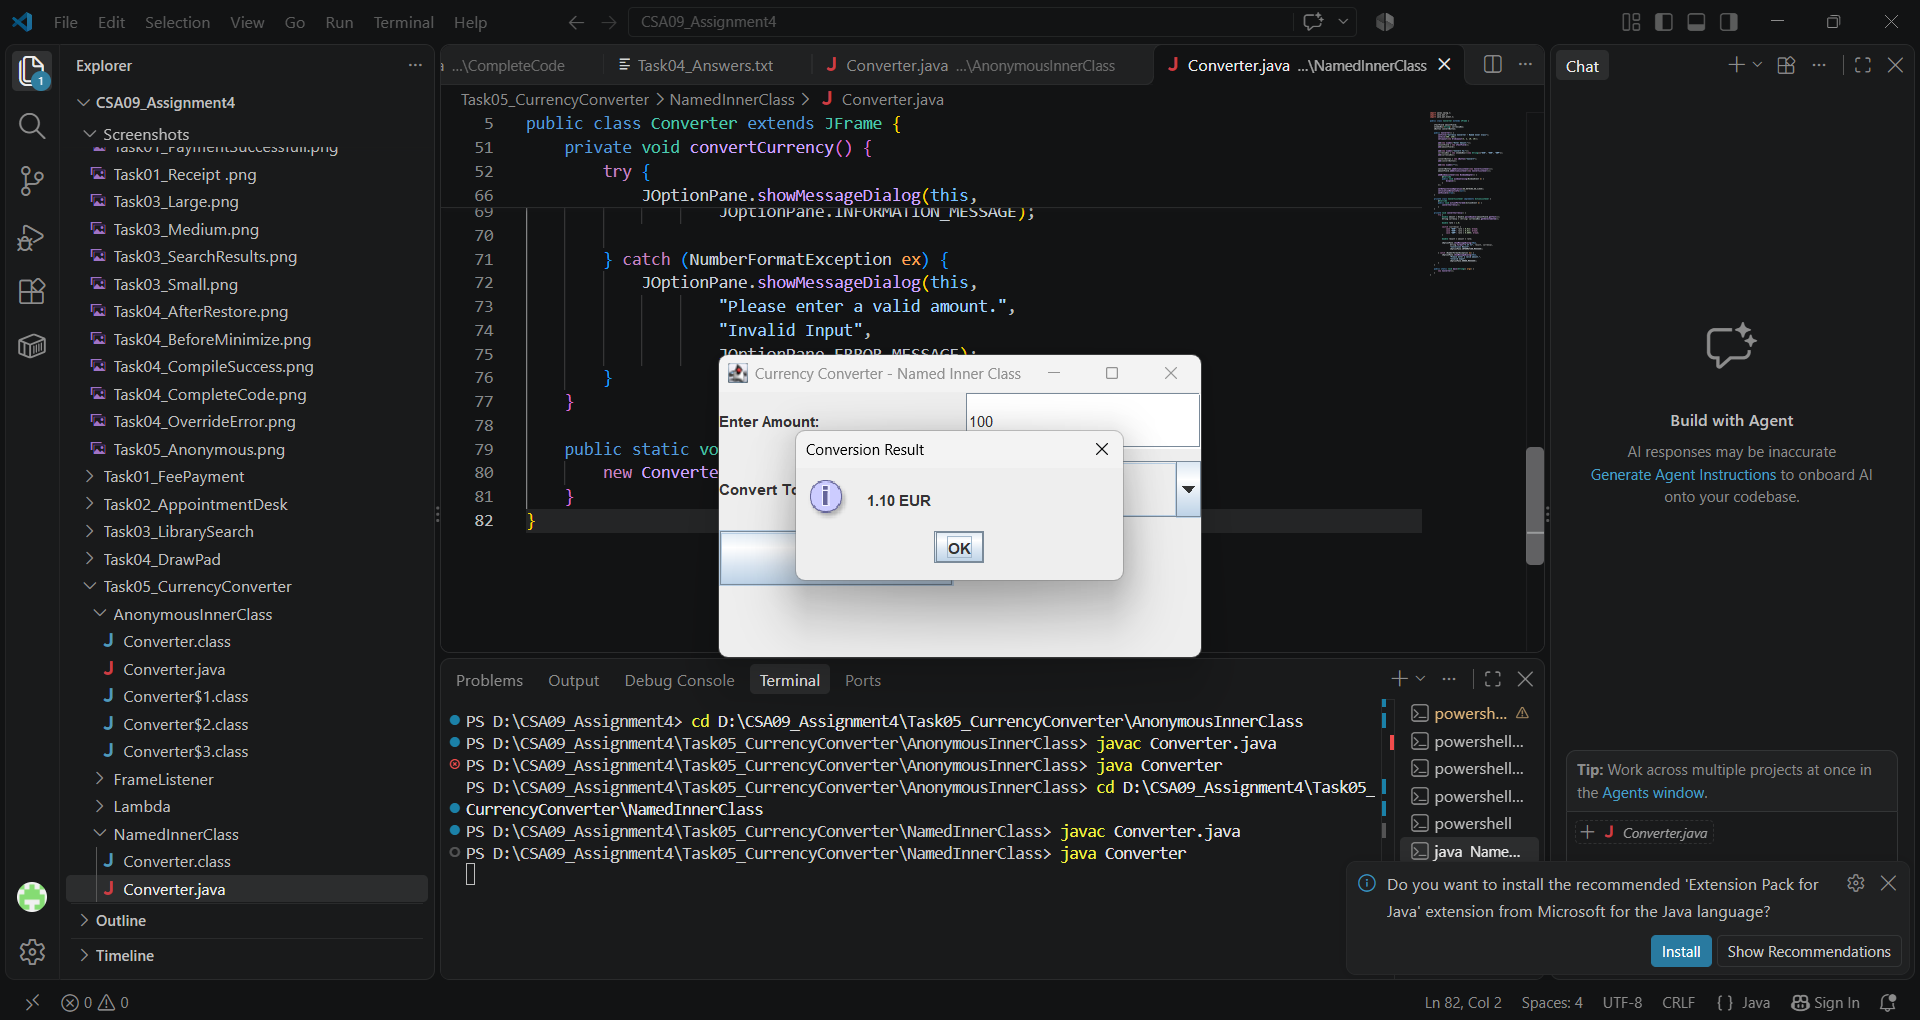 File Edit Selection View Go Run Terminal Help
CSA09_Assignment4
Explorer
CSA09_Assignment4
Screenshots
Task01_PaymentSuccessfull.png
Task01_Receipt .png
Task03_Large.png
Task03_Medium.png
Task03_SearchResults.png
Task03_Small.png
Task04_AfterRestore.png
Task04_BeforeMinimize.png
Task04_CompileSuccess.png
Task04_CompleteCode.png
Task04_OverrideError.png
Task05_Anonymous.png
Task01_FeePayment
Task02_AppointmentDesk
Task03_LibrarySearch
Task04_DrawPad
Task05_CurrencyConverter
AnonymousInnerClass
J Converter.class
J Converter.java
J Converter$1.class
J Converter$2.class
J Converter$3.class
FrameListener
Lambda
NamedInnerClass
J Converter.class
J Converter.java
Outline
Timeline
a ...\CompleteCode
Task04_Answers.txt
J Converter.java ...\AnonymousInnerClass
J Converter.java ...\NamedInnerClass
Task05_CurrencyConverter > NamedInnerClass > J Converter.java
5 public class Converter extends JFrame {
51 private void convertCurrency() {
52 try {
66 JOptionPane.showMessageDialog(this,
69 JOptionPane.INFORMATION_MESSAGE);
70
71 } catch (NumberFormatException ex) {
72 JOptionPane.showMessageDialog(this,
73 "Please enter a valid amount.",
74 "Invalid Input",
75 JOptionPane.ERROR_MESSAGE);
76 }
77 }
78
79 public static vo
80 new Converte
81 }
82 }
Currency Converter - Named Inner Class
Enter Amount:
100
Convert To
Conversion Result
1.10 EUR
OK
Problems Output Debug Console Terminal Ports
PS D:\CSA09_Assignment4> cd D:\CSA09_Assignment4\Task05_CurrencyConverter\AnonymousInnerClass
PS D:\CSA09_Assignment4\Task05_CurrencyConverter\AnonymousInnerClass> javac Converter.java
PS D:\CSA09_Assignment4\Task05_CurrencyConverter\AnonymousInnerClass> java Converter
PS D:\CSA09_Assignment4\Task05_CurrencyConverter\AnonymousInnerClass> cd D:\CSA09_Assignment4\Task05_
CurrencyConverter\NamedInnerClass
PS D:\CSA09_Assignment4\Task05_CurrencyConverter\NamedInnerClass> javac Converter.java
PS D:\CSA09_Assignment4\Task05_CurrencyConverter\NamedInnerClass> java Converter
powersh...
powershell...
powershell...
powershell...
powershell
java Name...
Chat
Build with Agent
AI responses may be inaccurate
Generate Agent Instructions to onboard AI
onto your codebase.
Tip: Work across multiple projects at once in
the Agents window.
J Converter.java
Do you want to install the recommended 'Extension Pack for
Java' extension from Microsoft for the Java language?
Install
Show Recommendations
0 0
Ln 82, Col 2 Spaces: 4 UTF-8 CRLF {} Java Sign In
1